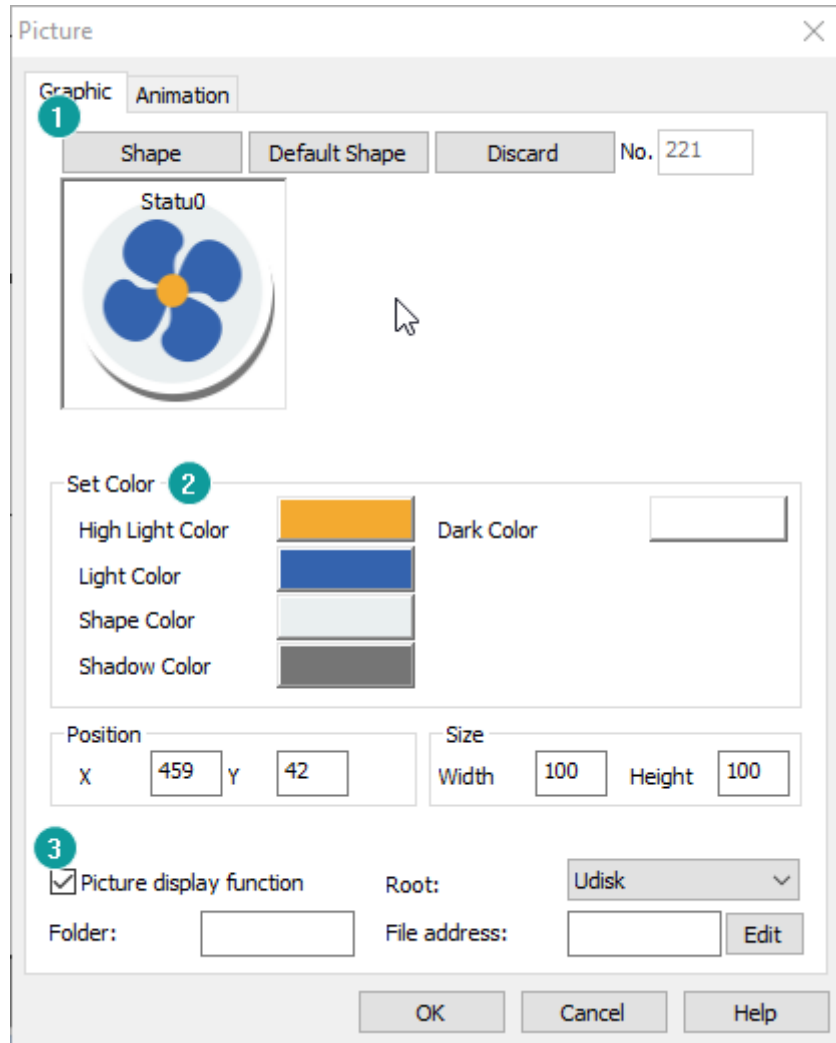 Picture
Graphic Animation
1
Shape Default Shape Discard No. 221
Statu0
Set Color 2
High Light Color Dark Color
Light Color
Shape Color
Shadow Color
Position Size
X 459 Y 42 Width 100 Height 100
3
Picture display function Root: Udisk
Folder: File address: Edit
OK Cancel Help